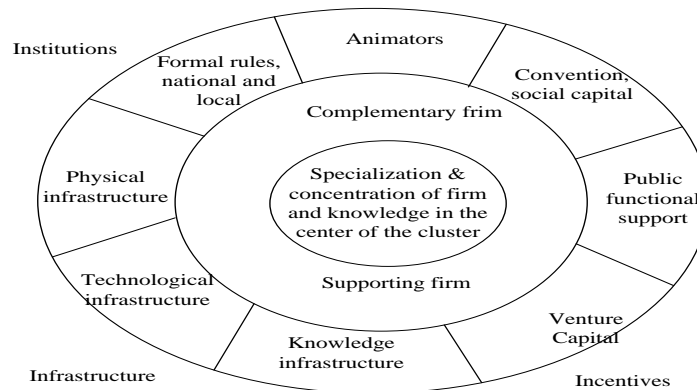 Institutions
Animators
Formal rules,
national and
local
Convention,
social capital
Complementary frim
Physical
infrastructure
Specialization &
concentration of firm
and knowledge in the
center of the cluster
Public
functional
support
Technological
infrastructure
Supporting firm
Knowledge
infrastructure
Venture
Capital
Infrastructure
Incentives